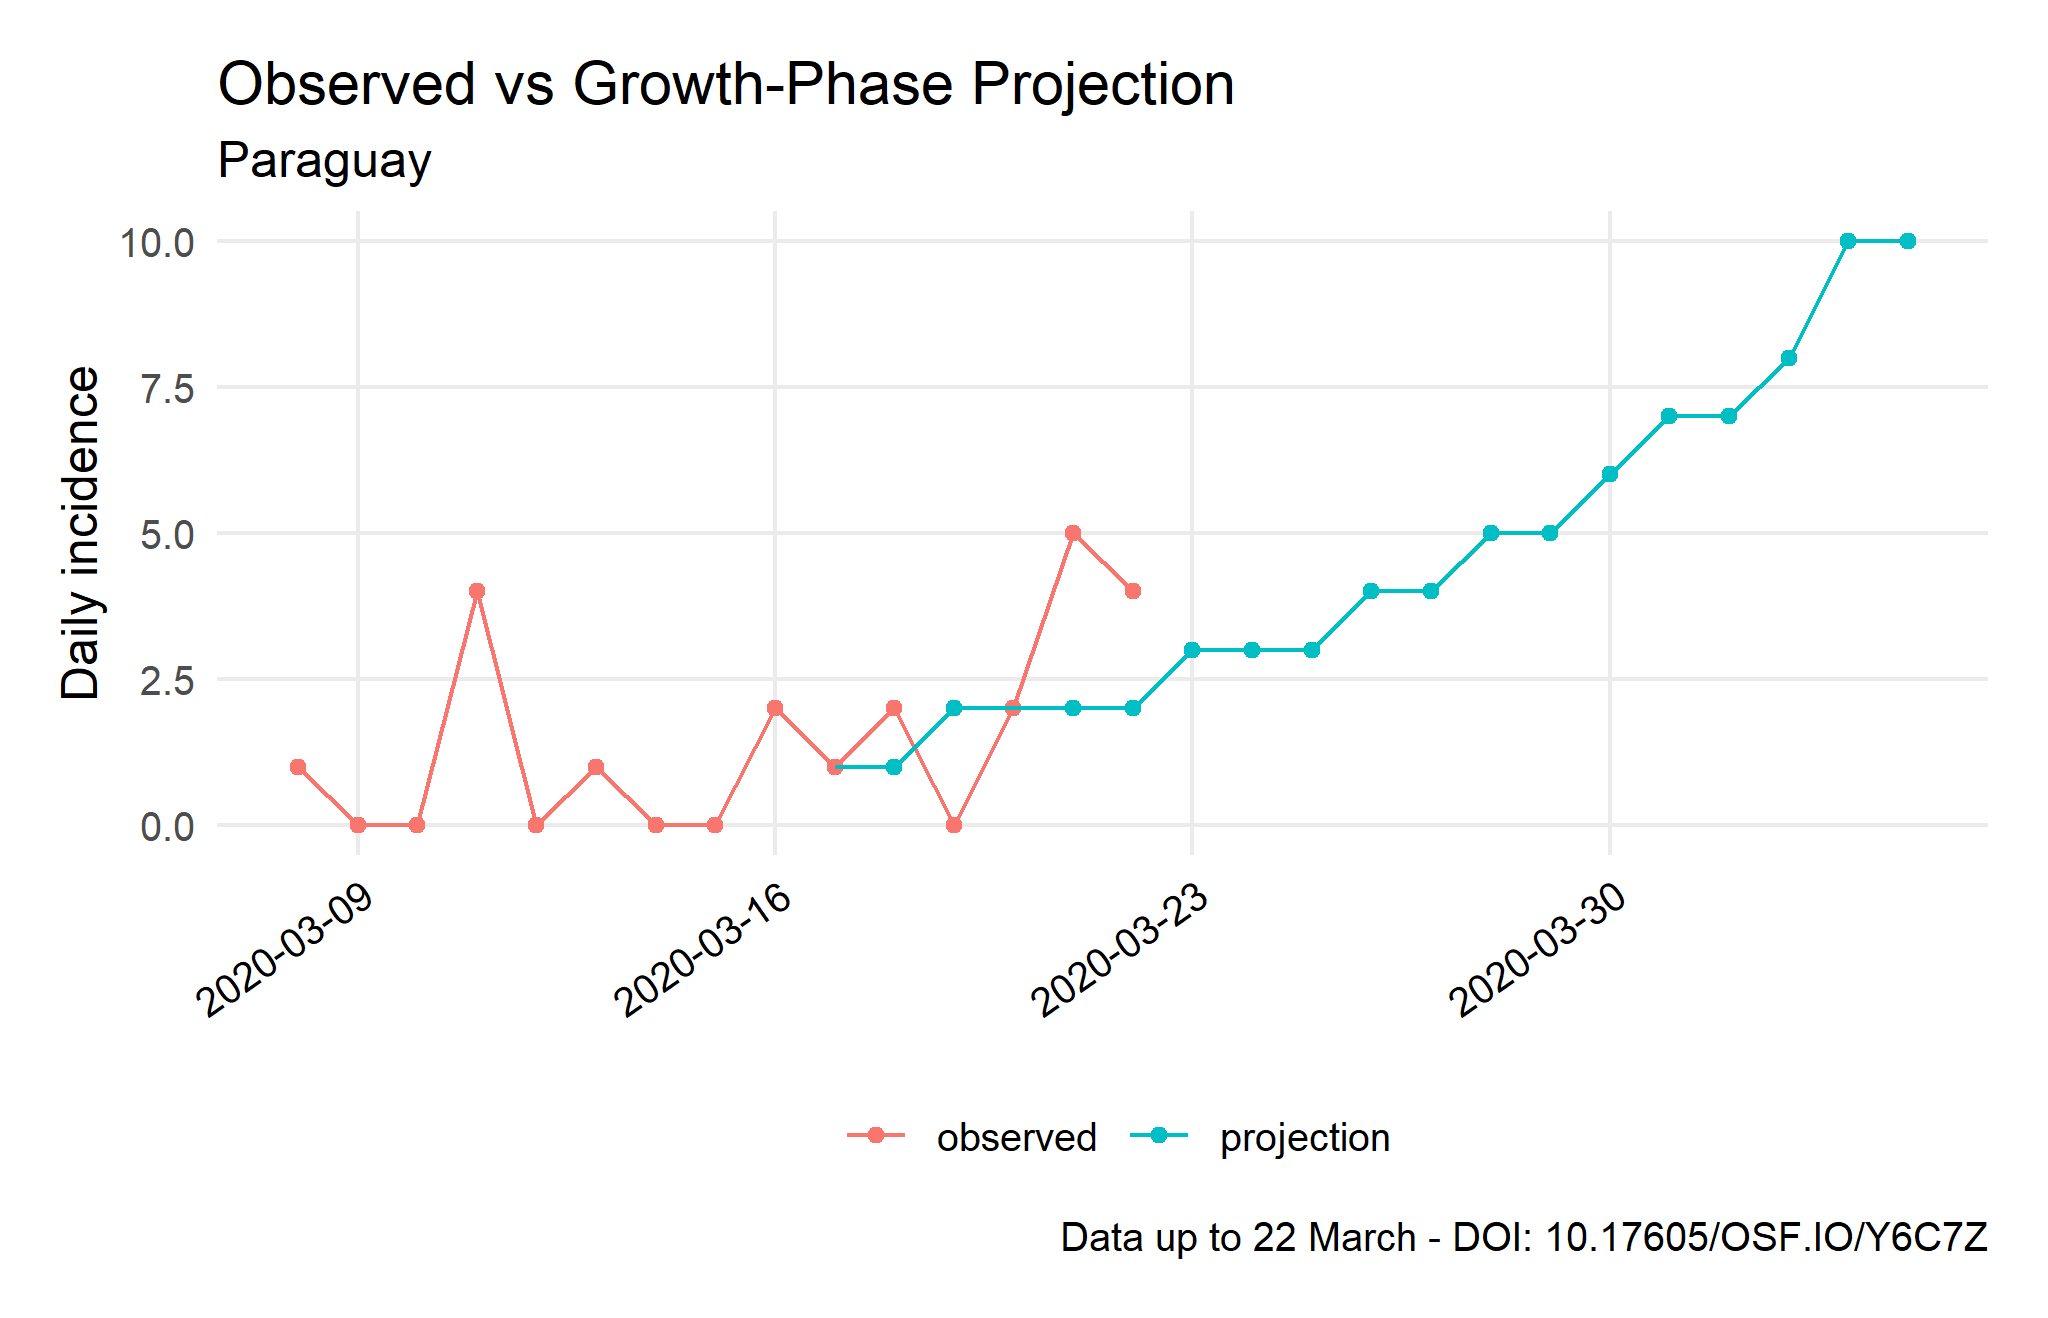 Observed vs Growth-Phase Projection
Paraguay
Daily incidence
10.0
7.5
5.0
2.5
0.0
2020-03-09
2020-03-16
2020-03-23
2020-03-30
observed
projection
Data up to 22 March - DOI: 10.17605/OSF.IO/Y6C7Z